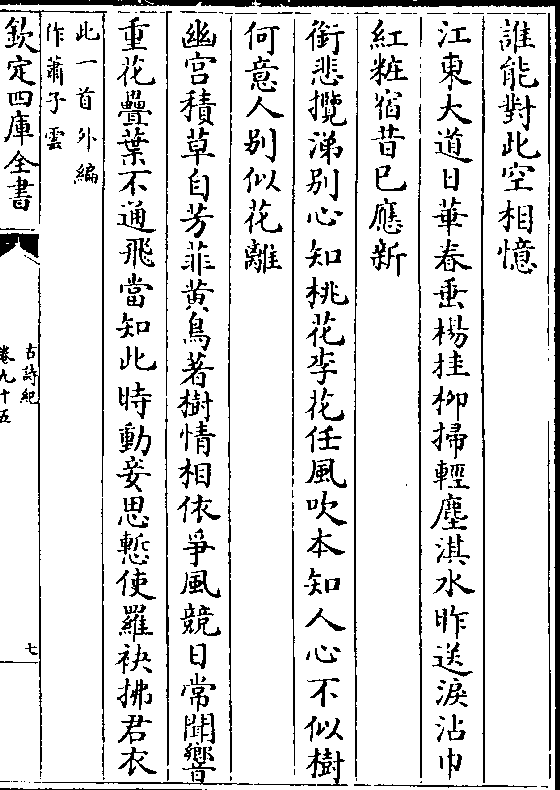 誰能對此空相憶
江東大道日華春垂楊挂柳掃輕塵淇水昨送淚沾巾
紅粧宿昔已應新
銜悲攬涕別心知桃花李花任風吹本知人心不似樹
何意人别似花離
幽宮積草自芳菲黄鳥著樹情相依爭風競日常聞響
重花疊葉不通飛當知此時動妾思慙使羅袂拂君衣
此一首外編
作蕭子雲
欽定四庫全書
古詩紀
卷九十五
七